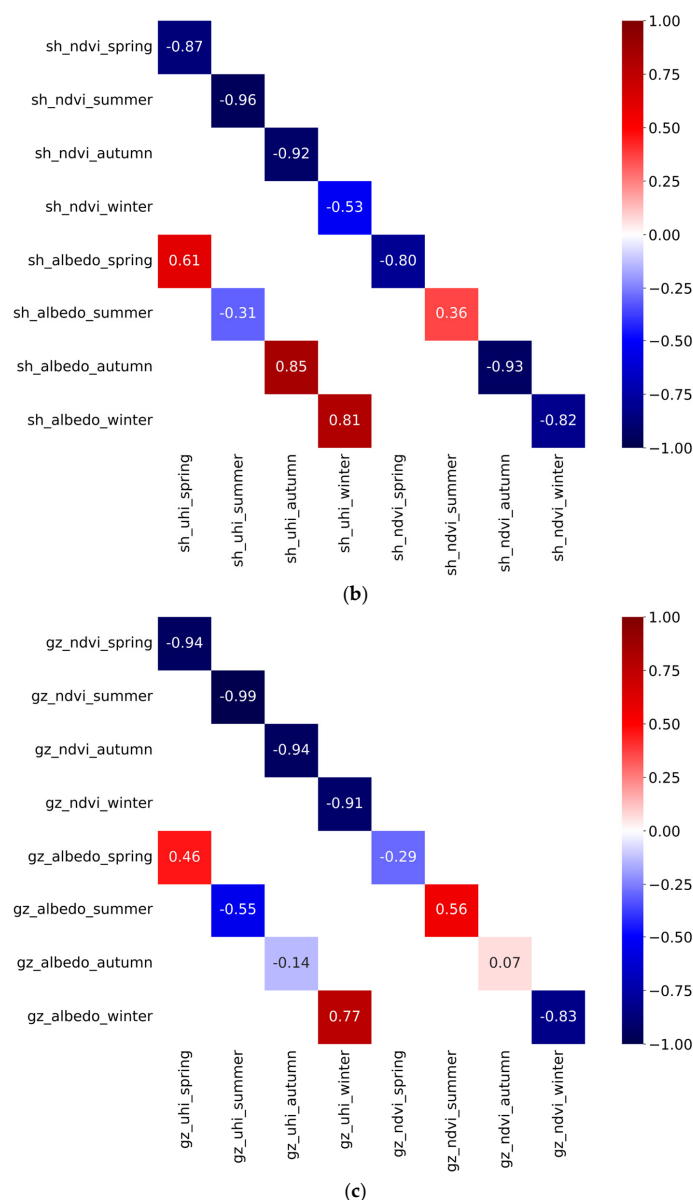 sh_ndvi_spring -0.87 1.00
0.75
sh_ndvi_summer -0.96
0.50
sh_ndvi_autumn -0.92
0.25
sh_ndvi_winter -0.53
0.00
sh_albedo_spring 0.61 -0.80
−0.25
sh_albedo_summer -0.31 0.36
−0.50
sh_albedo_autumn 0.85 -0.93
−0.75
sh_albedo_winter 0.81 -0.82
−1.00
sh_uhi_spring
sh_uhi_summer
sh_uhi_autumn
sh_uhi_winter
sh_ndvi_spring
sh_ndvi_summer
sh_ndvi_autumn
sh_ndvi_winter
(b)
gz_ndvi_spring -0.94 1.00
0.75
gz_ndvi_summer -0.99
0.50
gz_ndvi_autumn -0.94
0.25
gz_ndvi_winter -0.91
0.00
gz_albedo_spring 0.46 -0.29
−0.25
gz_albedo_summer -0.55 0.56
−0.50
gz_albedo_autumn -0.14 0.07
−0.75
gz_albedo_winter 0.77 -0.83
−1.00
gz_uhi_spring
gz_uhi_summer
gz_uhi_autumn
gz_uhi_winter
gz_ndvi_spring
gz_ndvi_summer
gz_ndvi_autumn
gz_ndvi_winter
(c)